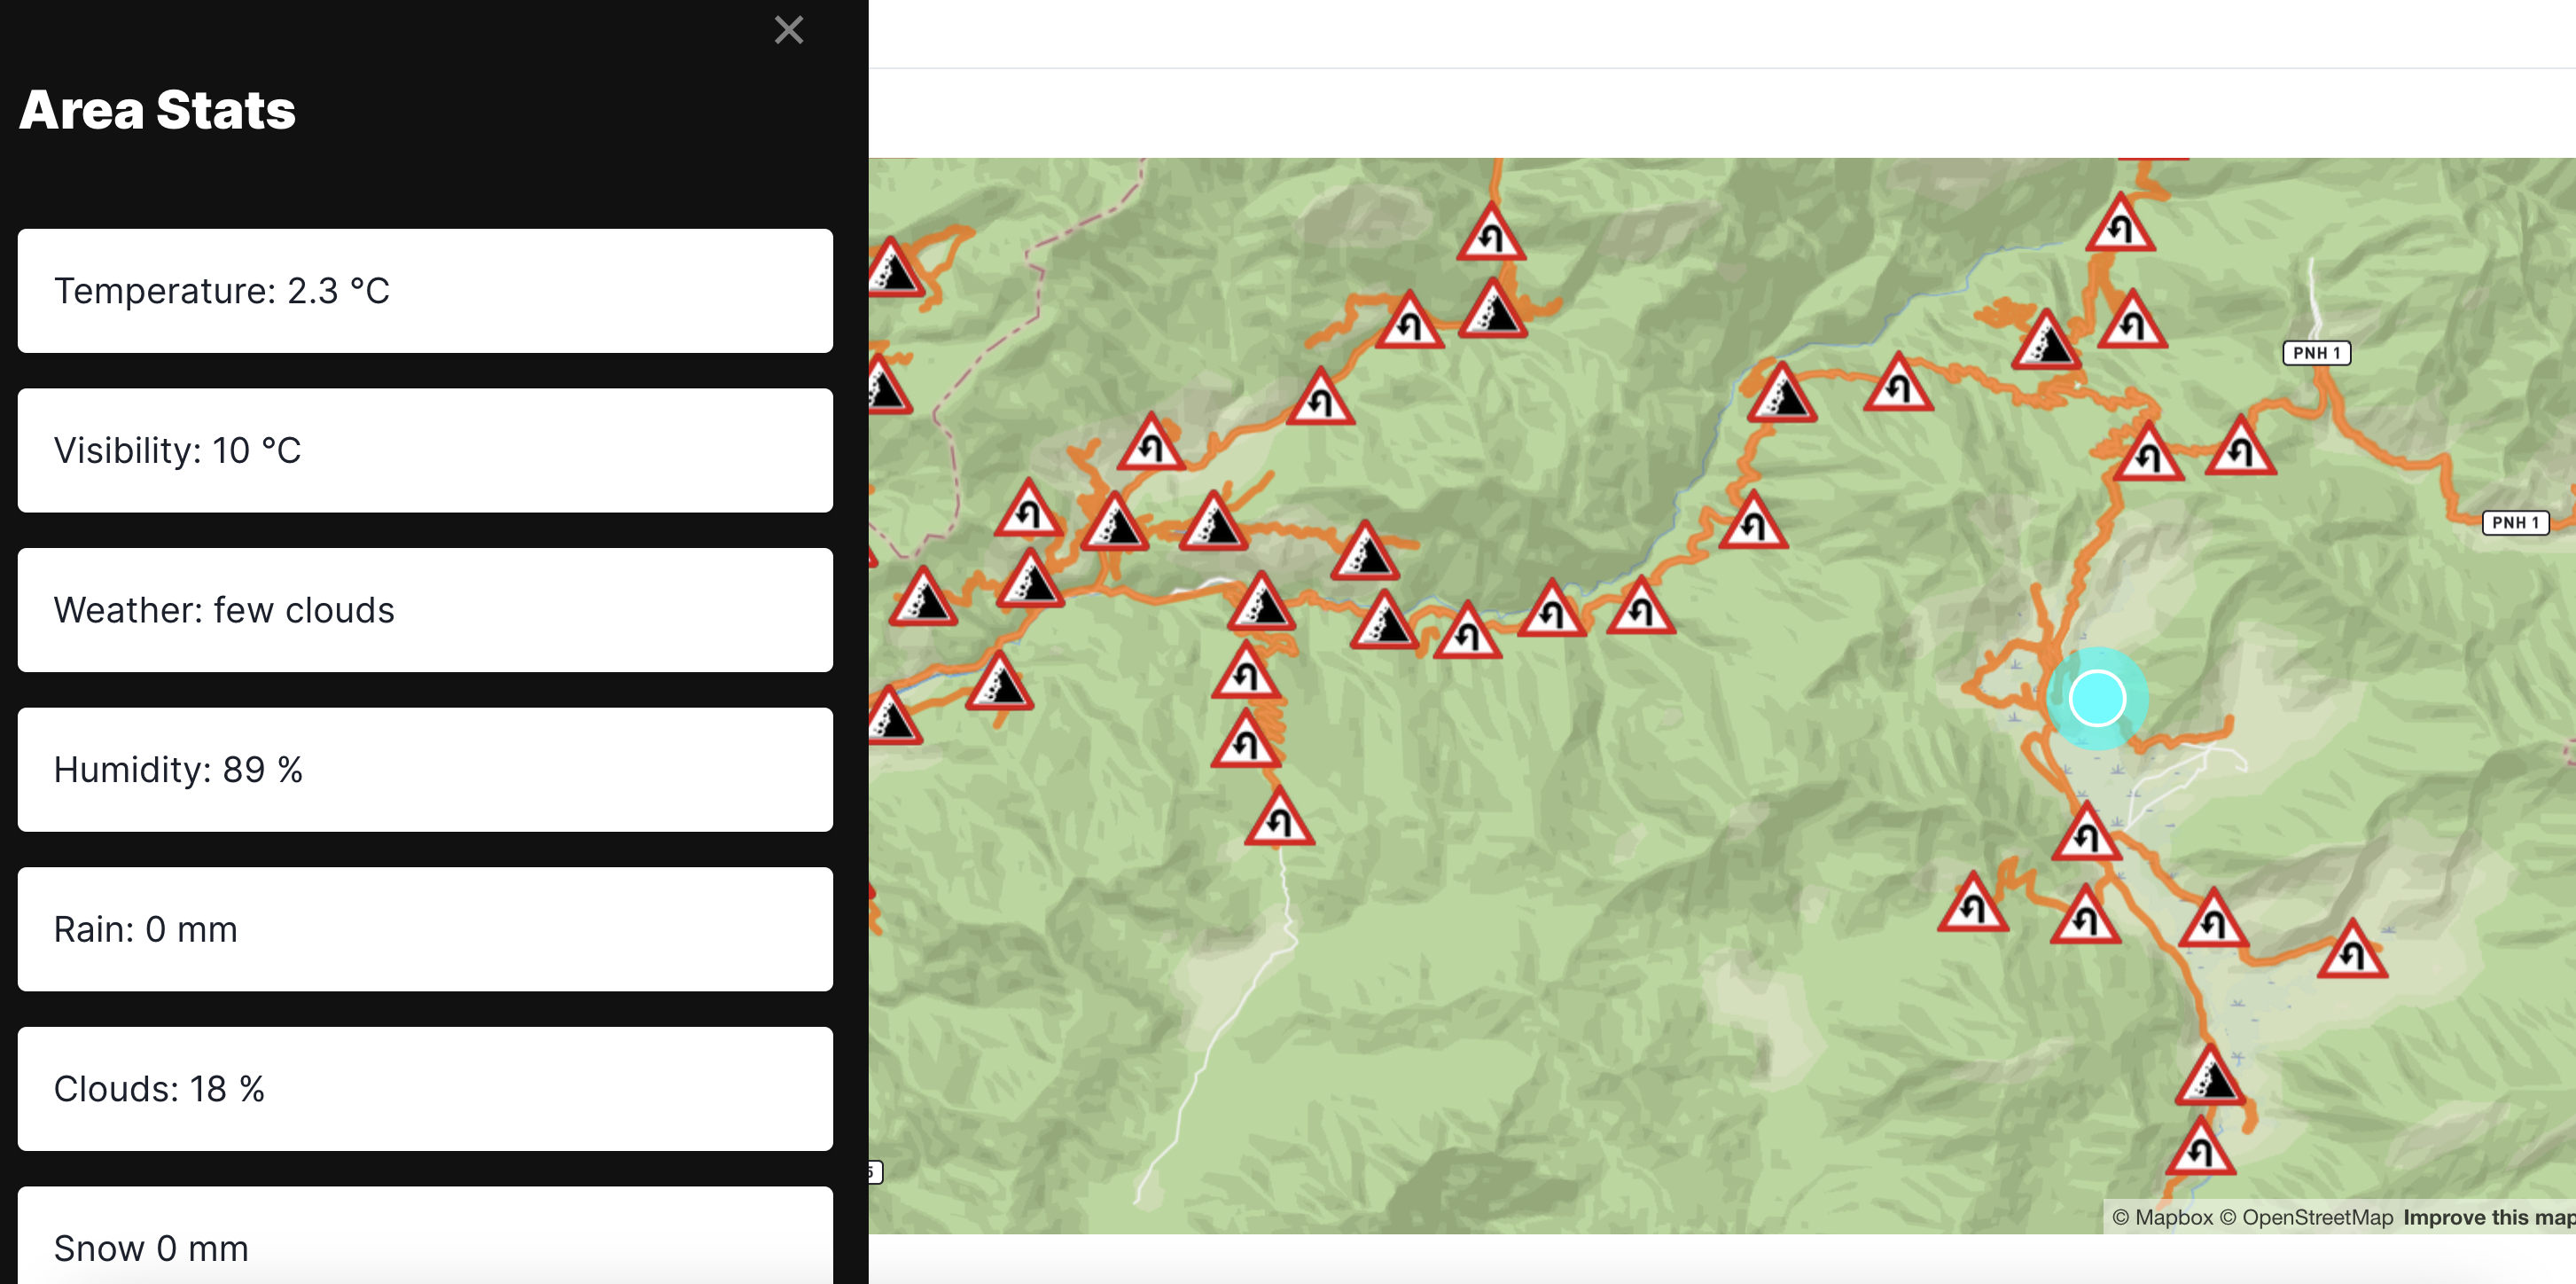 Area Stats
Temperature: 2.3 °C
Visibility: 10 °C
Weather: few clouds
Humidity: 89 %
Rain: 0 mm
Clouds: 18 %
Snow 0 mm
PNH 1
PNH 1
© Mapbox © OpenStreetMap Improve this map